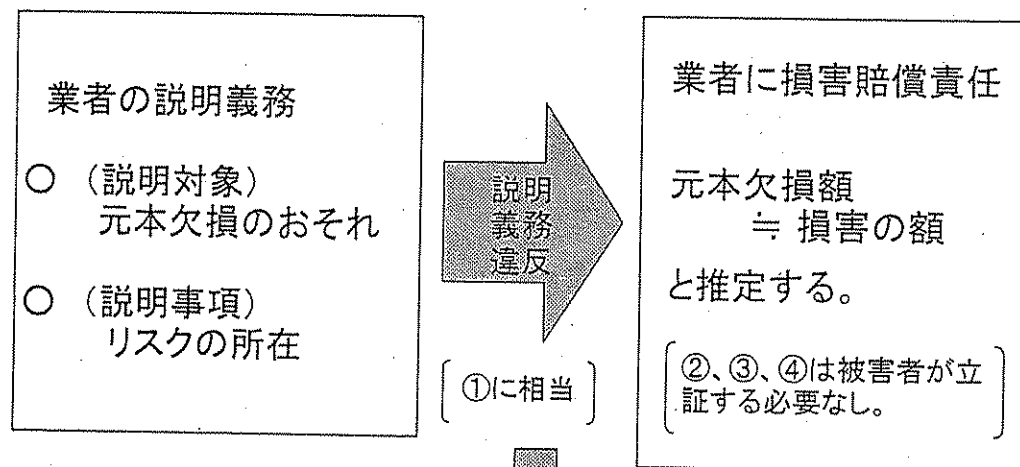 業者の説明義務
○ (説明対象)
元本欠損のおそれ
○ (説明事項)
リスクの所在
説明
義務
違反
[①に相当]
業者に損害賠償責任
元本欠損額
≒ 損害の額
と推定する。
[②、③、④は被害者が立
証する必要なし。]